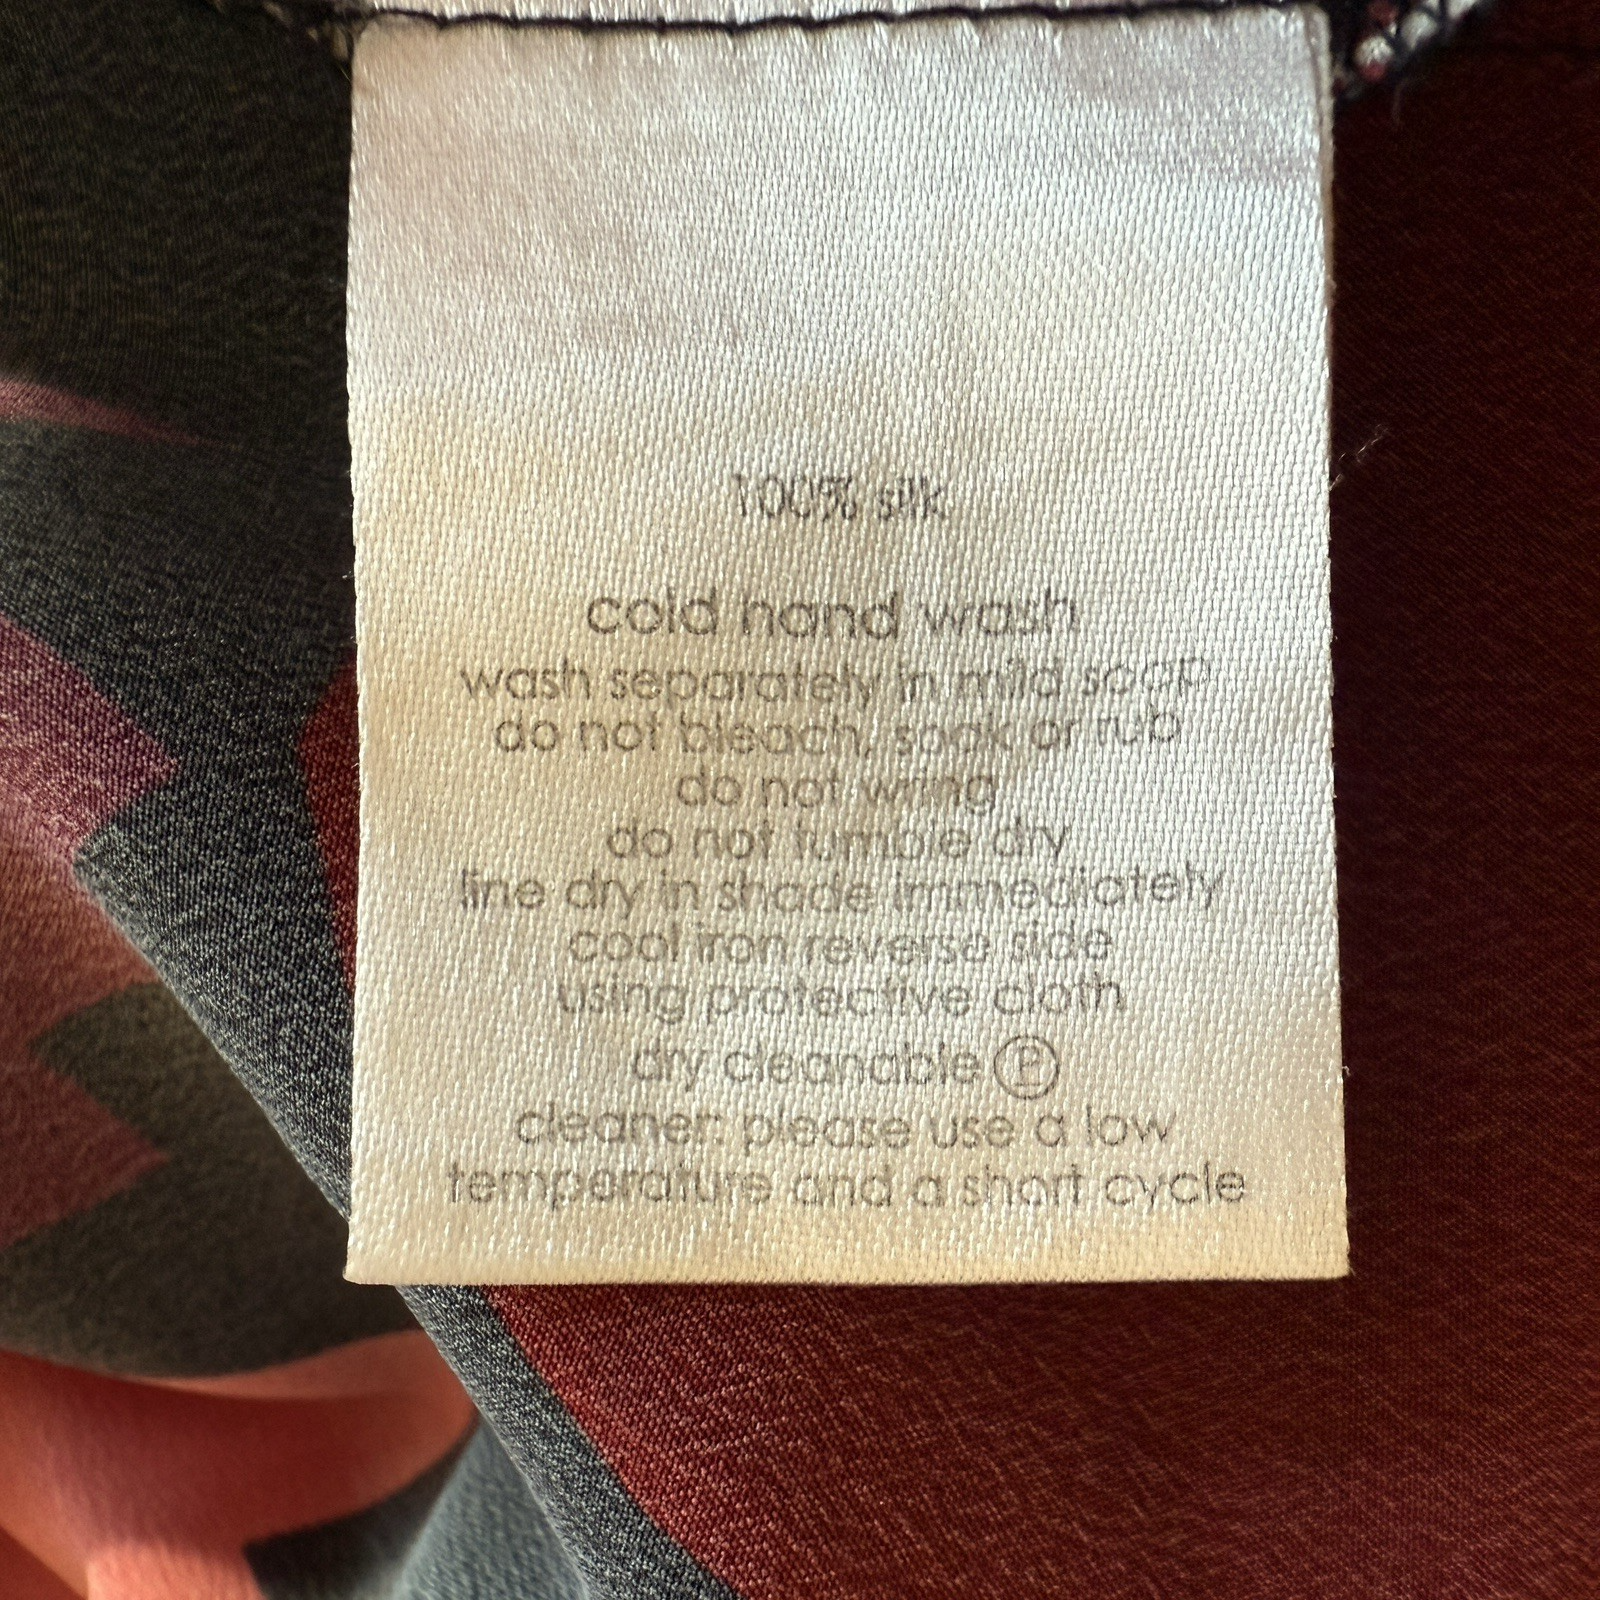 100% silk
cold hand wash
wash separately in mild soap
do not bleach, soak or rub
do not wring
do not tumble dry
line dry in shade immediately
cool iron reverse side
using protective cloth
dry cleanable Ⓟ
cleaner: please use a low
temperature and a short cycle